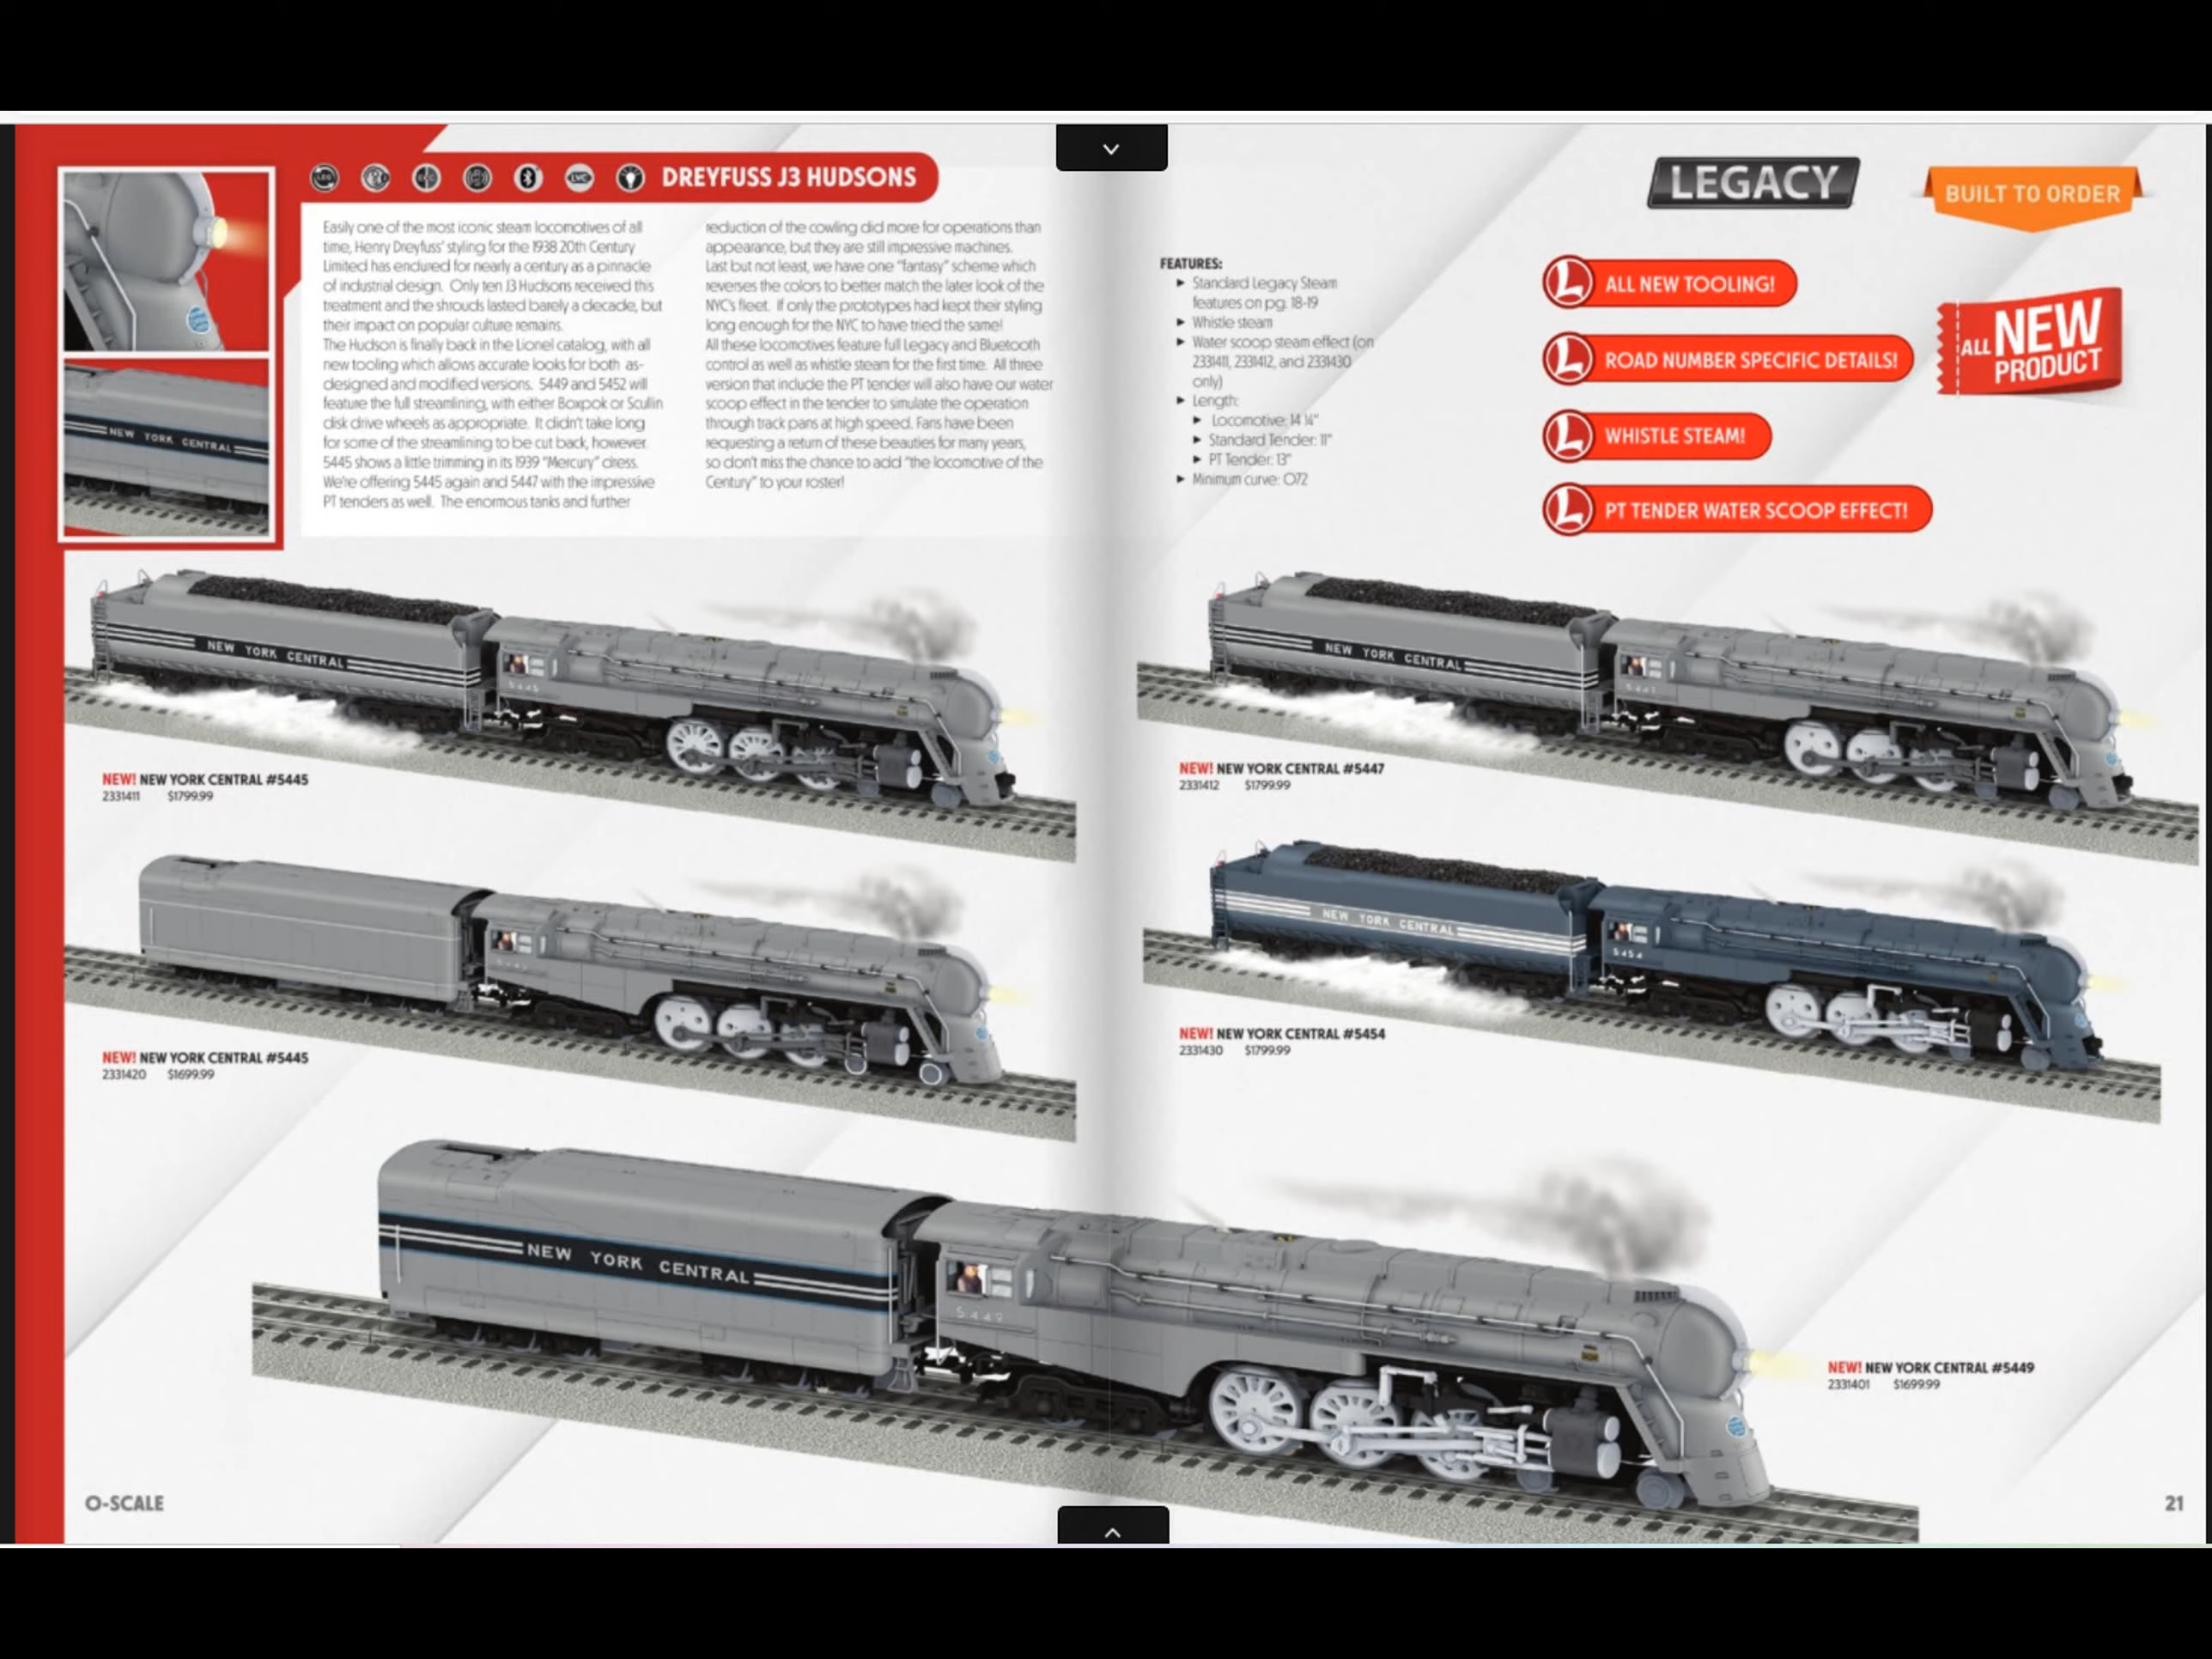 DREYFUSS J3 HUDSONS
Easily one of the most iconic steam locomotives of all
time, Henry Dreyfuss' styling for the 1938 20th Century
Limited has endured for nearly a century as a pinnacle
of industrial design. Only ten J3 Hudsons received this
treatment and the shrouds lasted barely a decade, but
their impact on popular culture remains.
The Hudson is finally back in the Lionel catalog, with all
new tooling which allows accurate looks for both as-
designed and modified versions. 5449 and 5452 will
feature the full streamlining, with either Boxpok or Scullin
disk drive wheels as appropriate. It didn't take long
for some of the streamlining to be cut back, however.
5445 shows a little trimming in its 1939 "Mercury" dress.
We're offering 5445 again and 5447 with the impressive
PT tenders as well. The enormous tanks and further
reduction of the cowling did more for operations than
appearance, but they are still impressive machines.
Last but not least, we have one "fantasy" scheme which
reverses the colors to better match the later look of the
NYC's fleet. If only the prototypes had kept their styling
long enough for the NYC to have tried the same!
All these locomotives feature full Legacy and Bluetooth
control as well as whistle steam for the first time. All three
version that include the PT tender will also have our water
scoop effect in the tender to simulate the operation
through track pans at high speed. Fans have been
requesting a return of these beauties for many years,
so don't miss the chance to add "the locomotive of the
Century" to your roster!
FEATURES:
► Standard Legacy Steam
features on pg. 18-19
► Whistle steam
► Water scoop steam effect (on
2331411, 2331412, and 2331430
only)
► Length:
► Locomotive: 14 ¼"
► Standard Tender: 11"
► PT Tender: 13"
► Minimum curve: O72
LEGACY
BUILT TO ORDER
L ALL NEW TOOLING!
L ROAD NUMBER SPECIFIC DETAILS!
L WHISTLE STEAM!
L PT TENDER WATER SCOOP EFFECT!
ALL NEW
PRODUCT
NEW YORK CENTRAL
NEW YORK CENTRAL
5445
NEW! NEW YORK CENTRAL #5445
2331411 $1799.99
NEW YORK CENTRAL
5447
NEW! NEW YORK CENTRAL #5447
2331412 $1799.99
NEW! NEW YORK CENTRAL #5445
2331420 $1699.99
NEW YORK CENTRAL
5454
NEW! NEW YORK CENTRAL #5454
2331430 $1799.99
NEW YORK CENTRAL
5449
NEW! NEW YORK CENTRAL #5449
2331401 $1699.99
O-SCALE
21